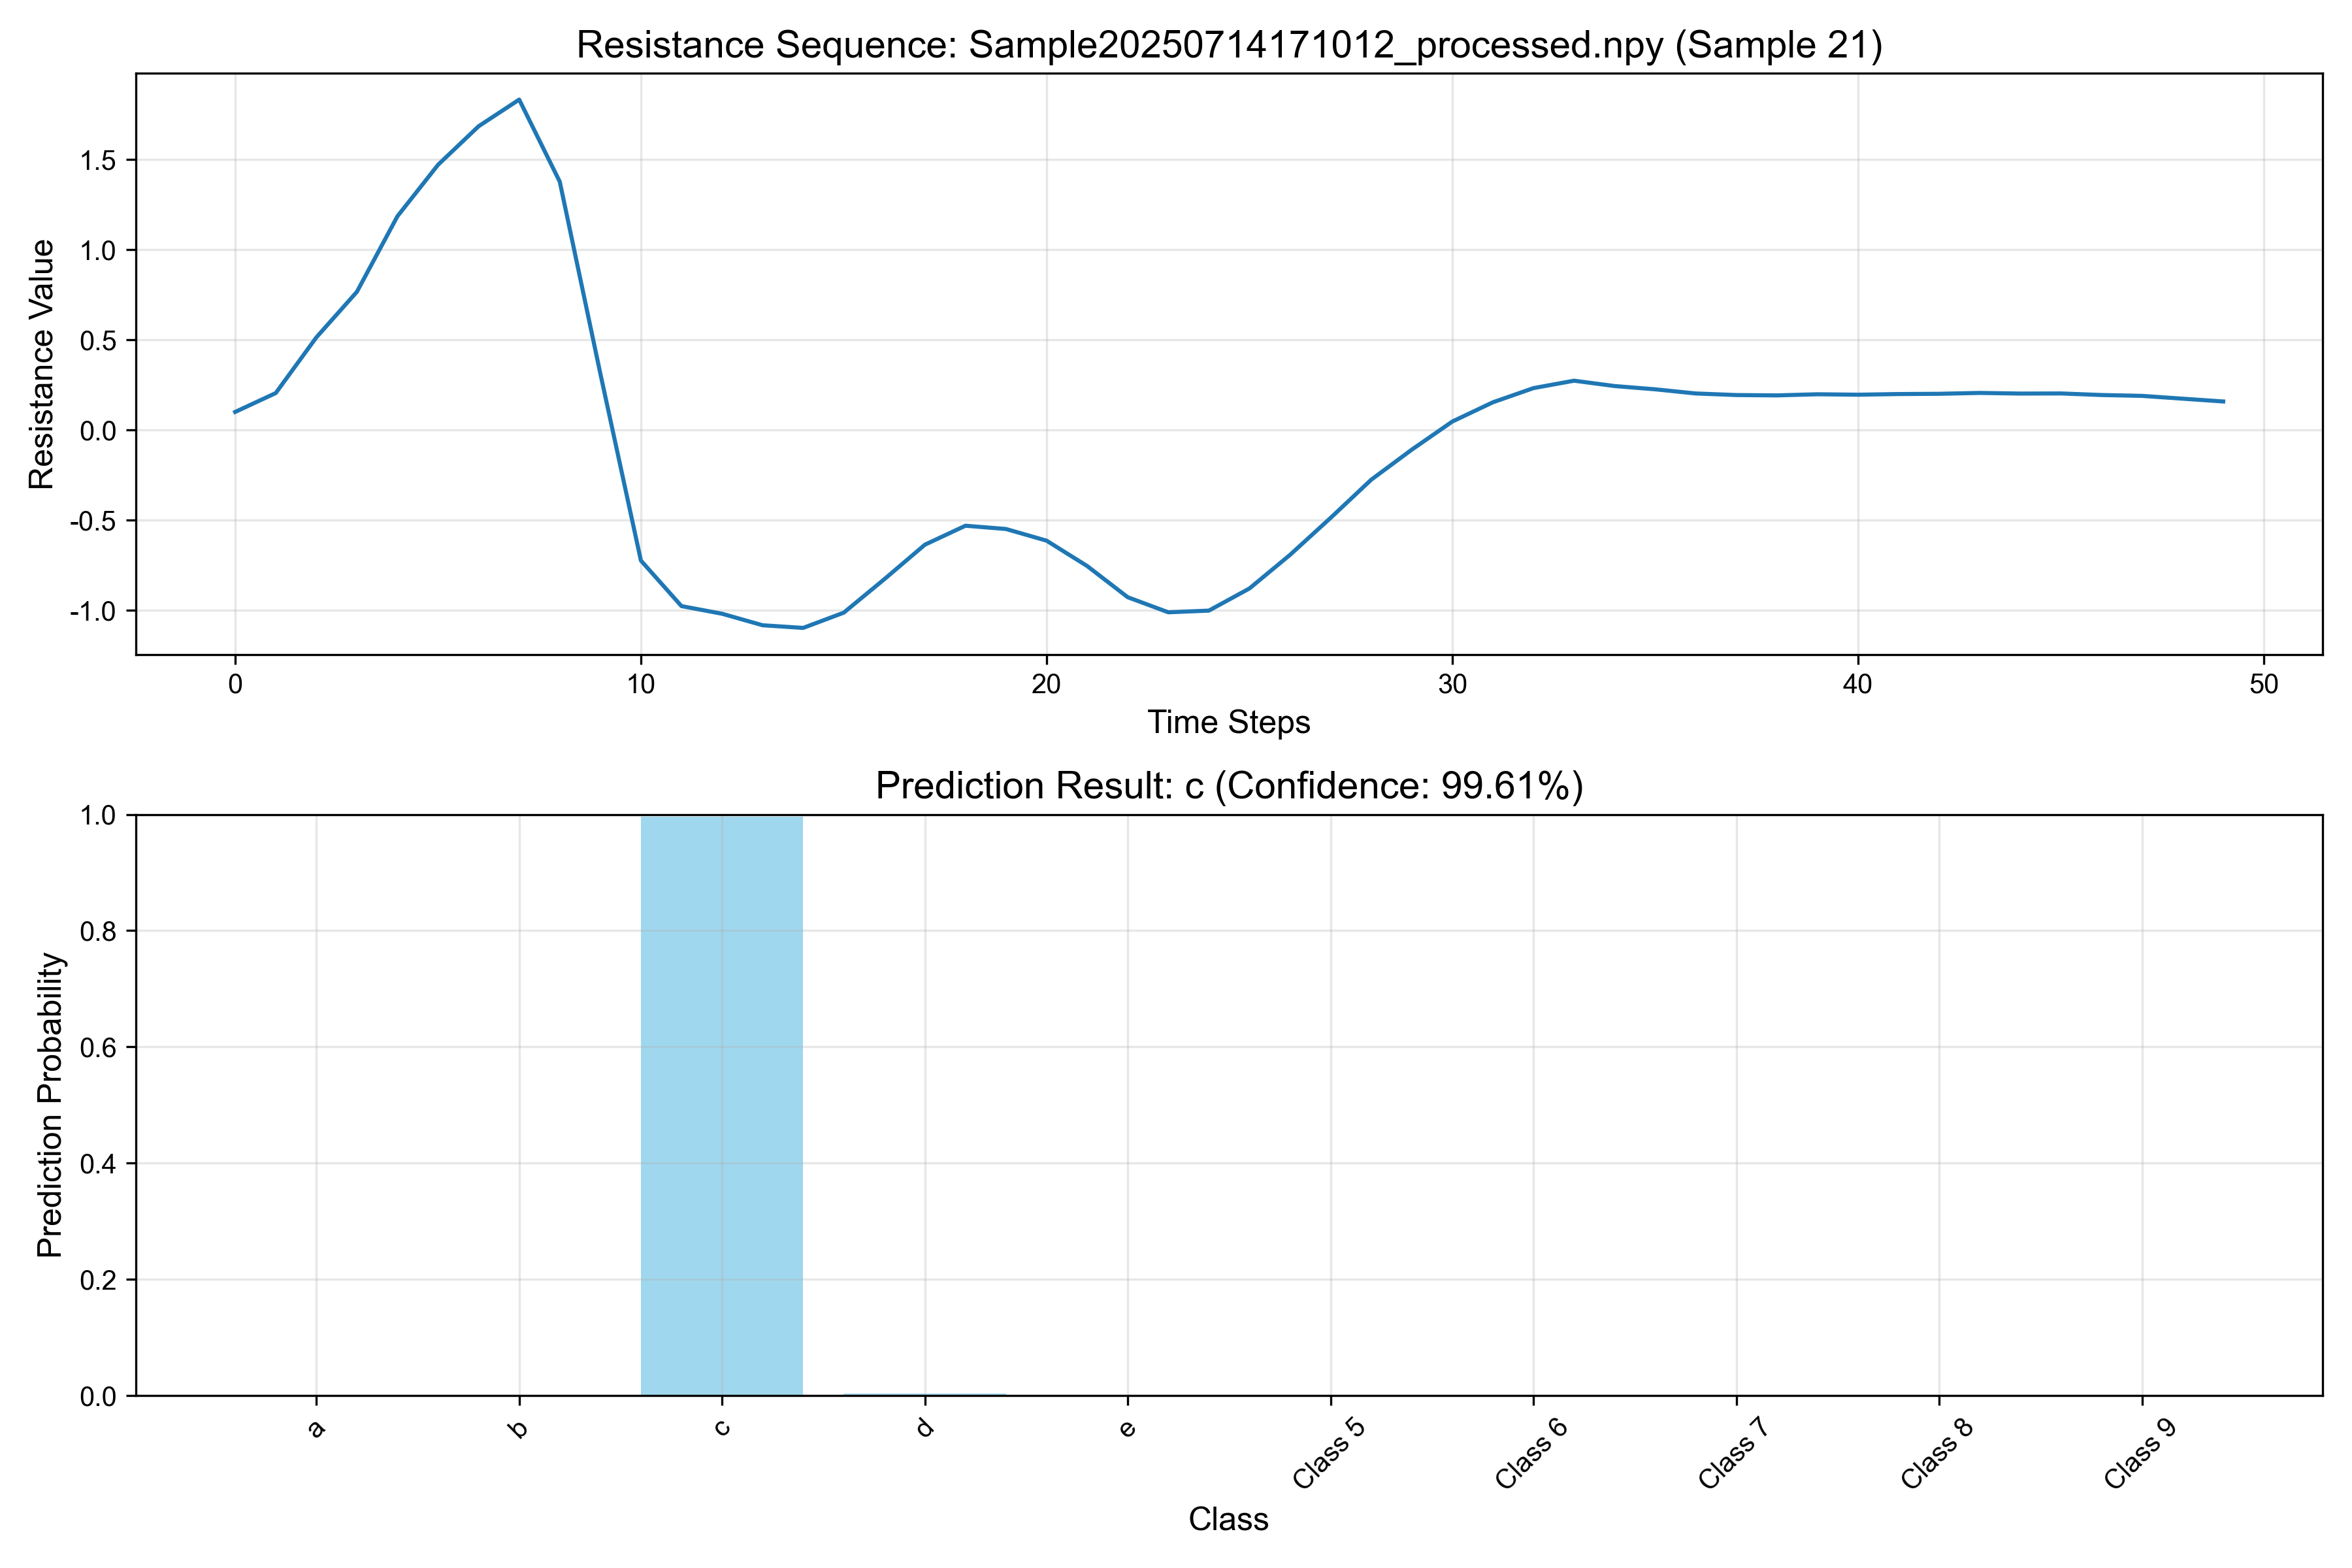 Resistance Sequence: Sample20250714171012_processed.npy (Sample 21)
Resistance Value
1.5
1.0
0.5
0.0
-0.5
-1.0
0 10 20 30 40 50
Time Steps
Prediction Result: c (Confidence: 99.61%)
Prediction Probability
1.0
0.8
0.6
0.4
0.2
0.0
a b c d e Class 5 Class 6 Class 7 Class 8 Class 9
Class